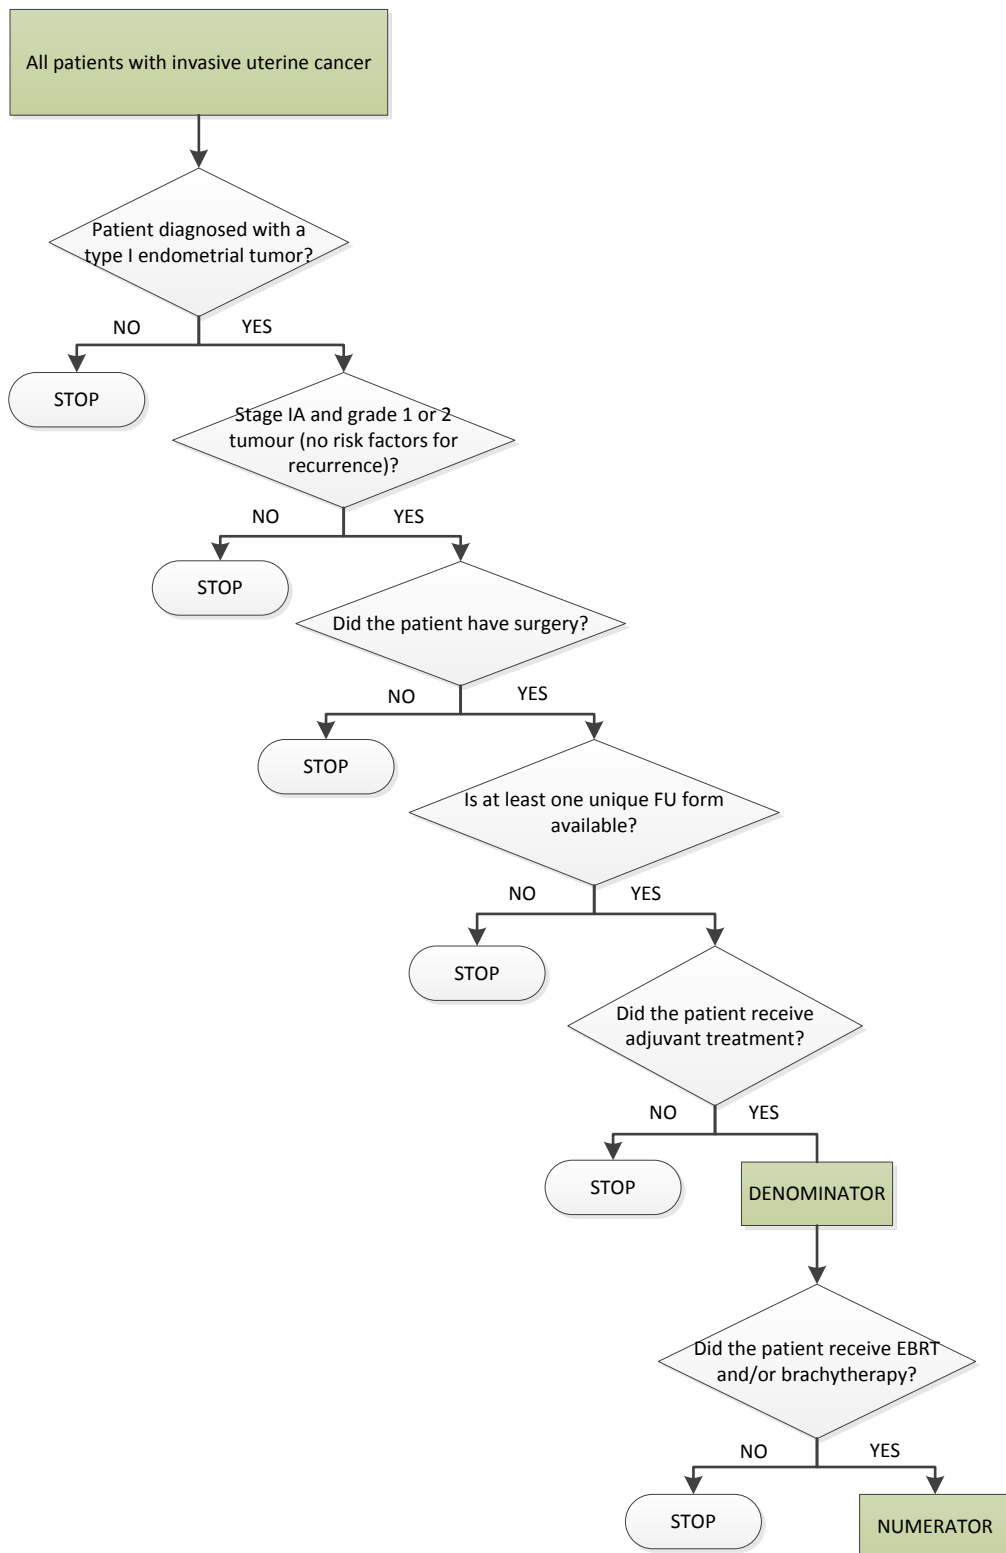 All patients with invasive uterine cancer
Patient diagnosed with a
type I endometrial tumor?
NO
YES
STOP
Stage IA and grade 1 or 2
tumour (no risk factors for
recurrence)?
NO
YES
STOP
Did the patient have surgery?
NO
YES
STOP
Is at least one unique FU form
available?
NO
YES
STOP
Did the patient receive
adjuvant treatment?
NO
YES
STOP
DENOMINATOR
Did the patient receive EBRT
and/or brachytherapy?
NO
YES
STOP
NUMERATOR